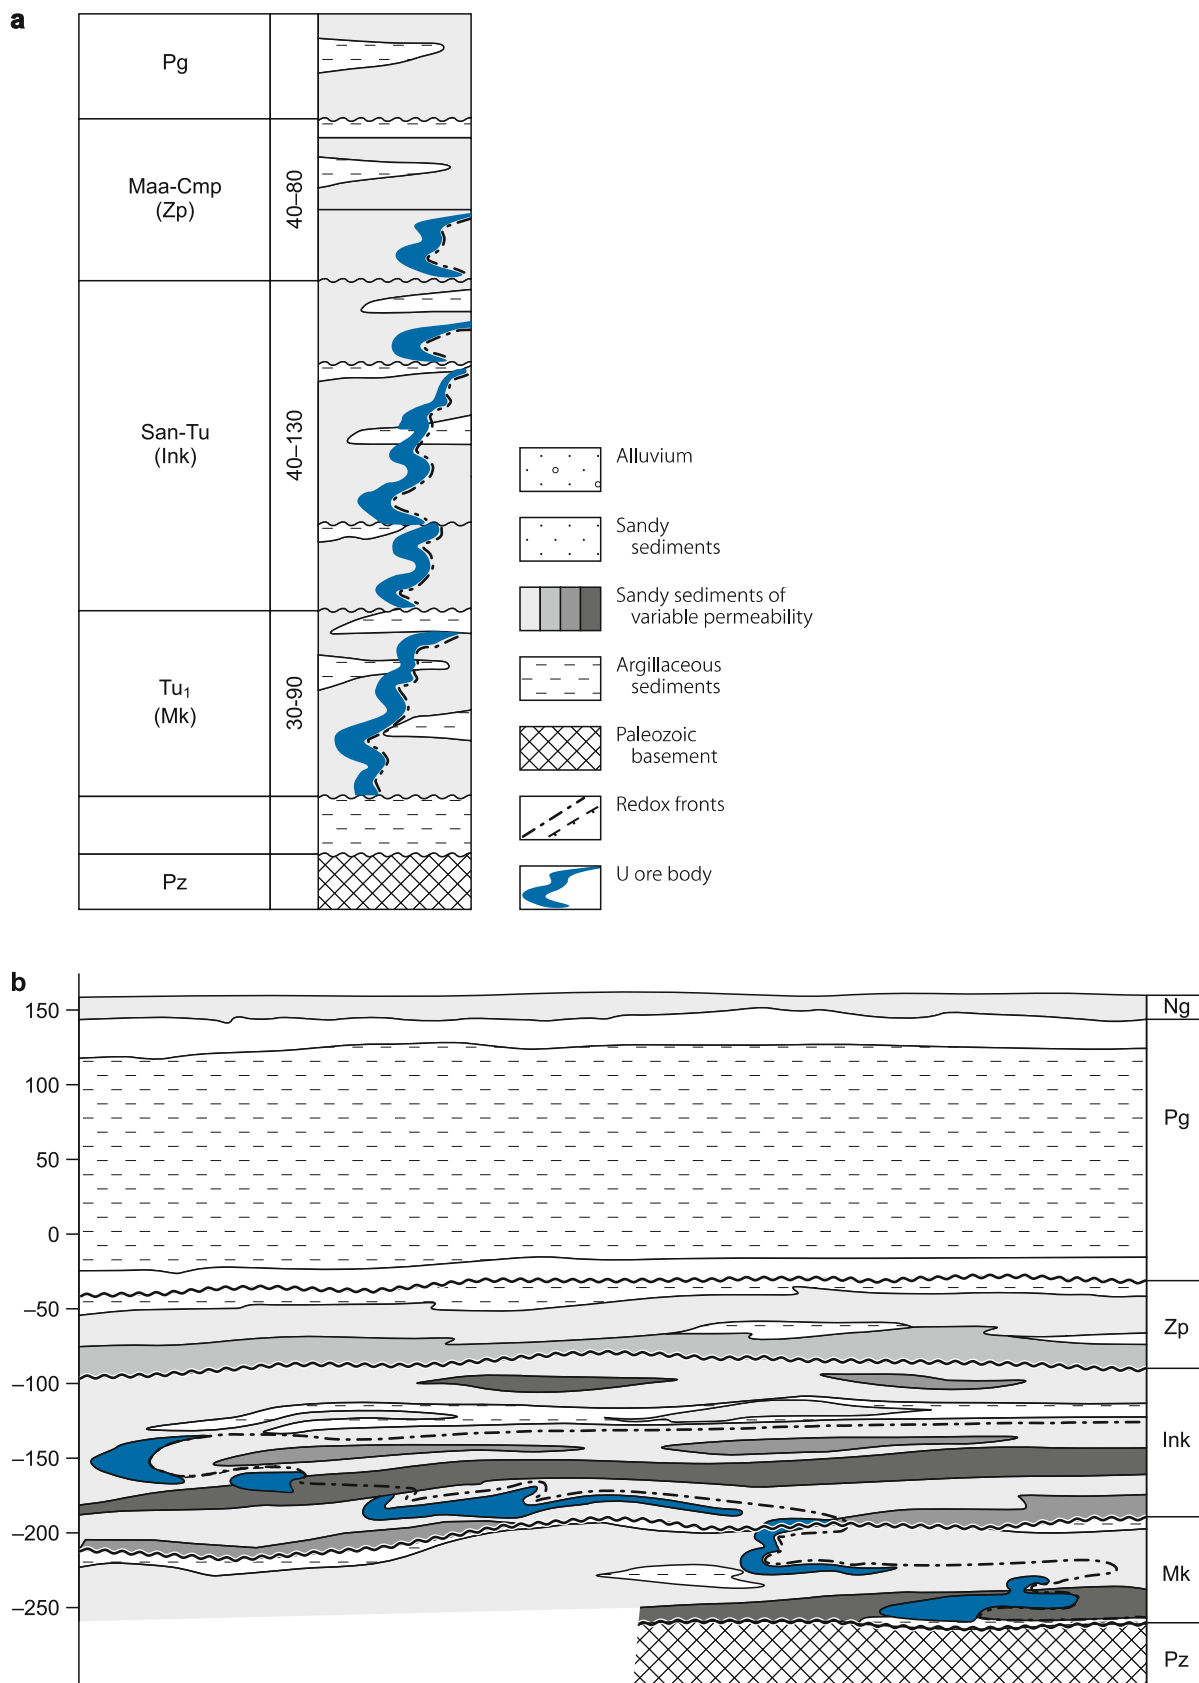 a
Pg
Maa-Cmp
(Zp)
40–80
San-Tu
(Ink)
40–130
Tu₁
(Mk)
30-90
Pz
Alluvium
Sandy
sediments
Sandy sediments of
variable permeability
Argillaceous
sediments
Paleozoic
basement
Redox fronts
U ore body
b
150
100
50
0
–50
–100
–150
–200
–250
Ng
Pg
Zp
Ink
Mk
Pz